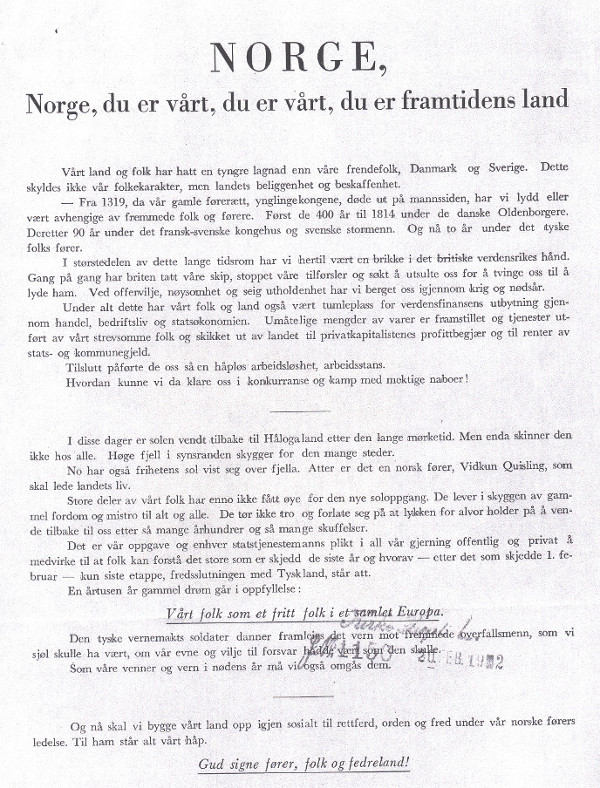 NORGE,
Norge, du er vårt, du er vårt, du er framtidens land
Vårt land og folk har hatt en tyngre lagnad enn våre frendefolk, Danmark og Sverige. Dette
skyldes ikke vår folkekarakter, men landets beliggenhet og beskaffenhet.
— Fra 1319, da vår gamle førerætt, ynglingekongene, døde ut på mannssiden, har vi lydd eller
vært avhengige av fremmede folk og førere. Først de 400 år til 1814 under de danske Oldenborgere.
Deretter 90 år under det fransk-svenske kongehus og svenske stormenn. Og nå to år under det tyske
folks fører.
I størstedelen av dette lange tidsrom har vi hertil vært en brikke i det britiske verdensrikes hånd.
Gang på gang har briten tatt våre skip, stoppet våre tilførsler og søkt å utsulte oss for å tvinge oss til å
lyde ham. Ved offervilje, nøysomhet og seig utholdenhet har vi berget oss igjennom krig og nødsår.
Under alt dette har vårt folk og land også vært tumleplass for verdensfinansens utbytning gjen-
nom handel, bedriftsliv og statsøkonomien. Umåtelige mengder av varer er framstillet og tjenester ut-
ført av vårt strevsomme folk og skikket ut av landet til privatkapitalistenes profittbegjær og til renter av
stats- og kommunegjeld.
Tilslutt påførte de oss så en håpløs arbeidsløshet, arbeidsstans.
Hvordan kunne vi da klare oss i konkurranse og kamp med mektige naboer!
I disse dager er solen vendt tilbake til Hålogaland etter den lange mørketid. Men enda skinner den
ikke hos alle. Høge fjell i synsranden skygger for den mange steder.
No har også frihetens sol vist seg over fjella. Atter er det en norsk fører, Vidkun Quisling, som
skal lede landets liv.
Store deler av vårt folk har enno ikke fått øye for den nye soloppgang. De lever i skyggen av gam-
mel fordom og mistro til alt og alle. De tør ikke tro og forlate seg på at lykken for alvor holder på å ven-
de tilbake til oss etter så mange århundrer og så mange skuffelser.
Det er vår oppgave og enhver statstjenestemanns plikt i all vår gjerning offentlig og privat å
medvirke til at folk kan forstå det store som er skjedd de siste år og hvorav — etter det som skjedde 1. fe-
bruar — kun siste etappe, fredsslutningen med Tyskland, står att.
En årtusen år gammel drøm går i oppfyllelse:
Vårt folk som et fritt folk i et samlet Europa.
Den tyske vernemakts soldater danner framleies det vern mot fremmede overfallsmenn, som vi
sjøl skulle ha vært, om vår evne og vilje til forsvar hadde vært som den skulle.
Som våre venner og vern i nødens år må vi også omgås dem.
Og nå skal vi bygge vårt land opp igjen sosialt til rettferd, orden og fred under vår norske førers
ledelse. Til ham står alt vårt håp.
Gud signe fører, folk og fedreland!